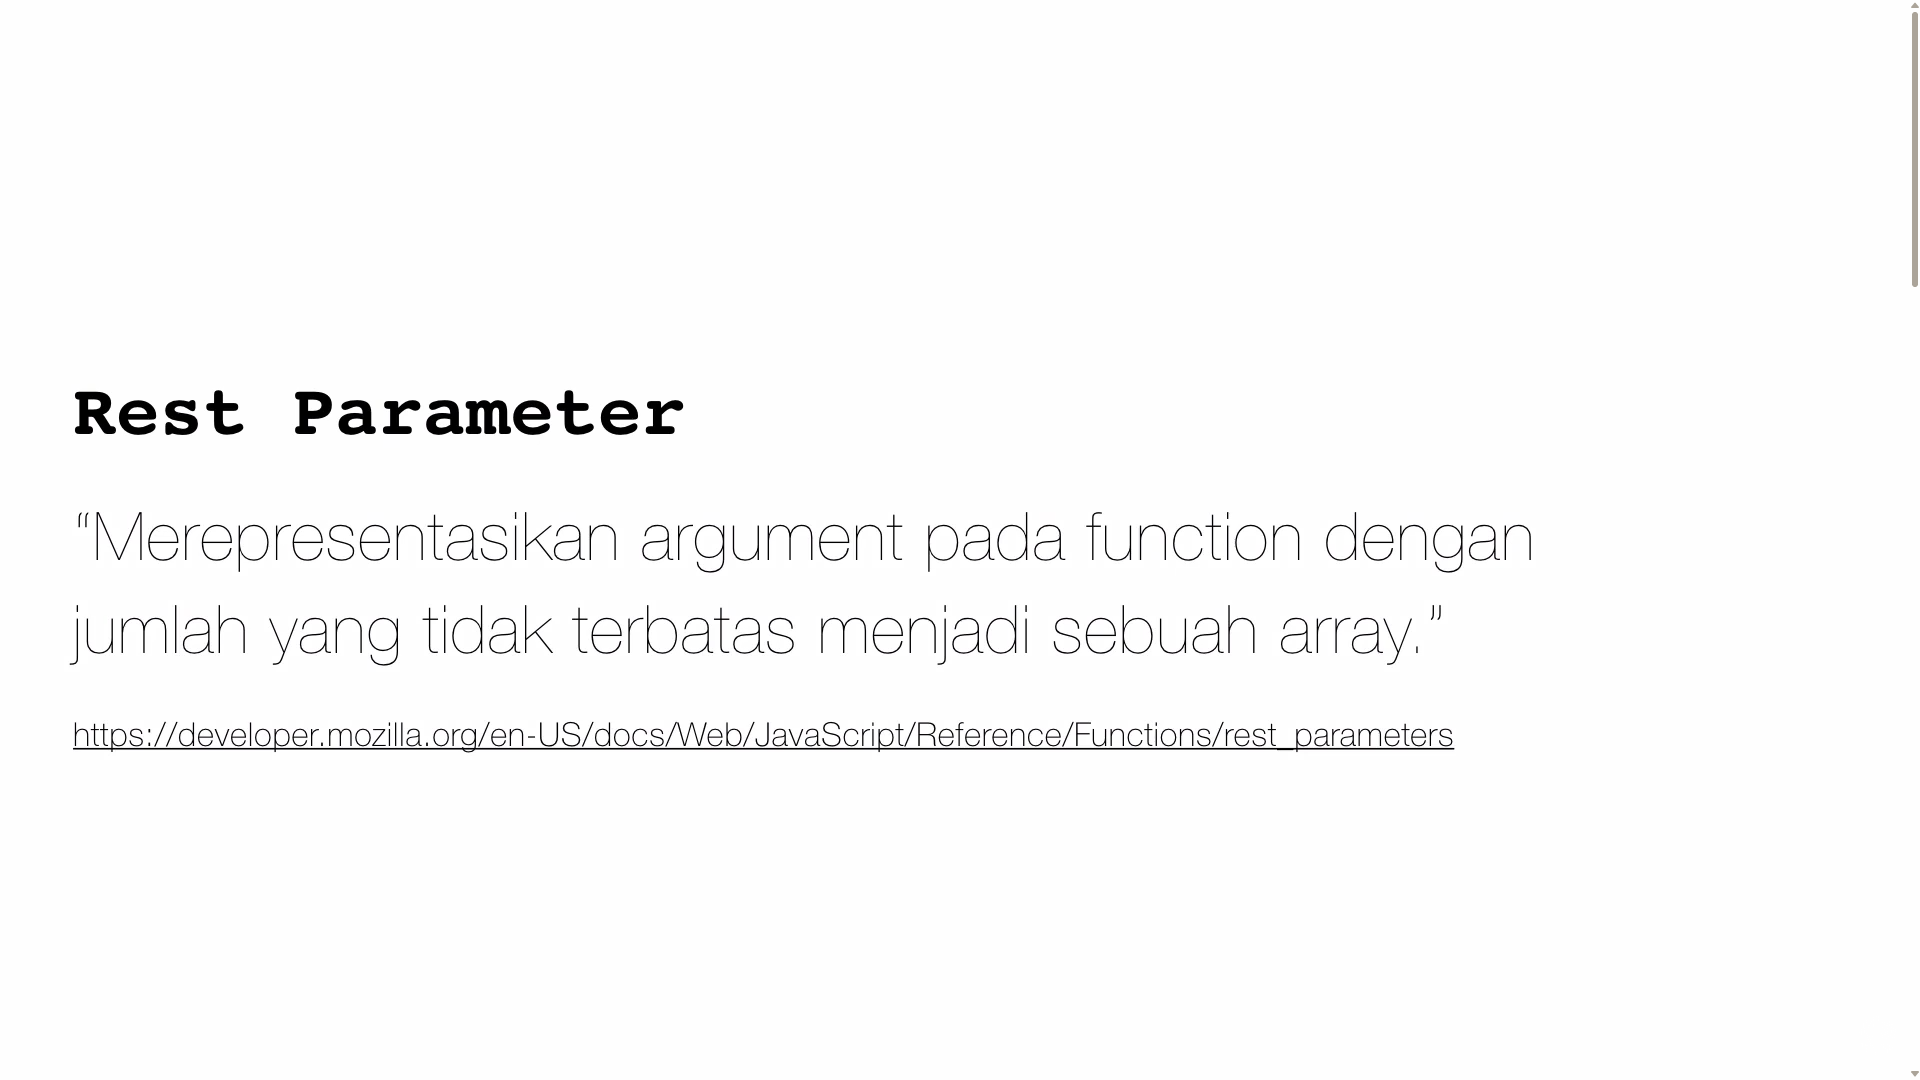 Rest Parameter
“Merepresentasikan argument pada function dengan
jumlah yang tidak terbatas menjadi sebuah array.”
https://developer.mozilla.org/en-US/docs/Web/JavaScript/Reference/Functions/rest_parameters